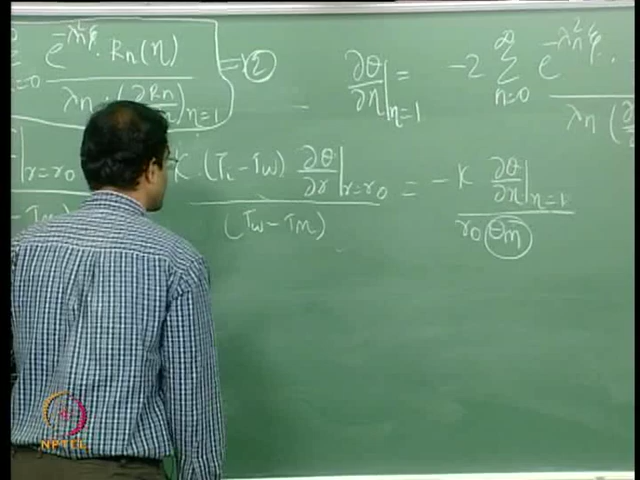 e^{-λn²ξ} · Rn(η)
n=0
λn · (∂Rn/∂η)η=1
= ②
∂θ/∂η|η=1 = -2 Σ_{n=0}^{∞} e^{-λn²ξ} ·
λn (∂
|r=r₀
K · (Ti - Tw) ∂θ/∂r|r=r₀ = -K ∂θ/∂η|η=1
(Tw - Tm)
r₀ θm
NPTEL